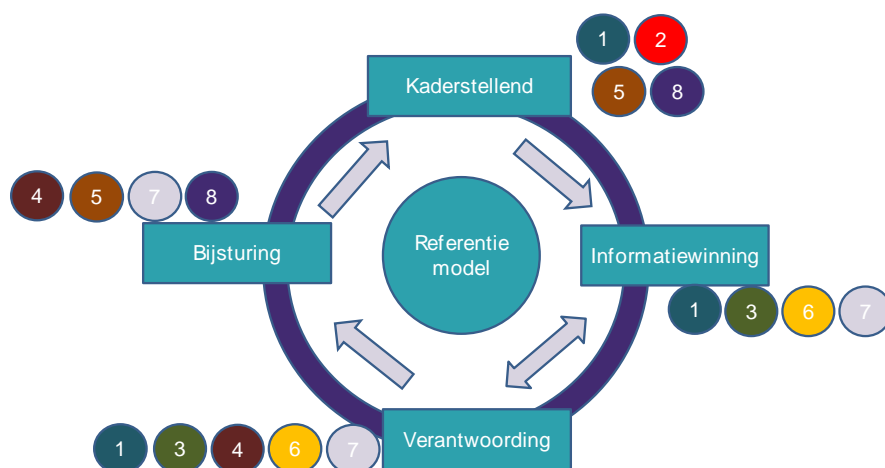 1 2
Kaderstellend
5 8
4 5 7 8
Bijsturing
Referentie
model
Informatiewinning
1 3 6 7
Verantwoording
1 3 4 6 7